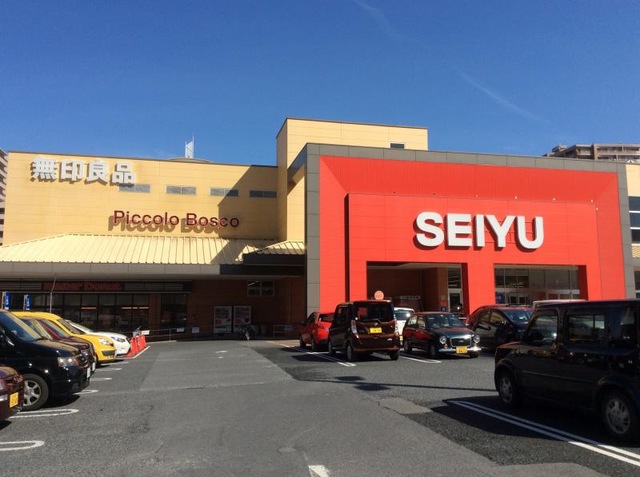 無印良品
Piccolo Bosco
SEIYU